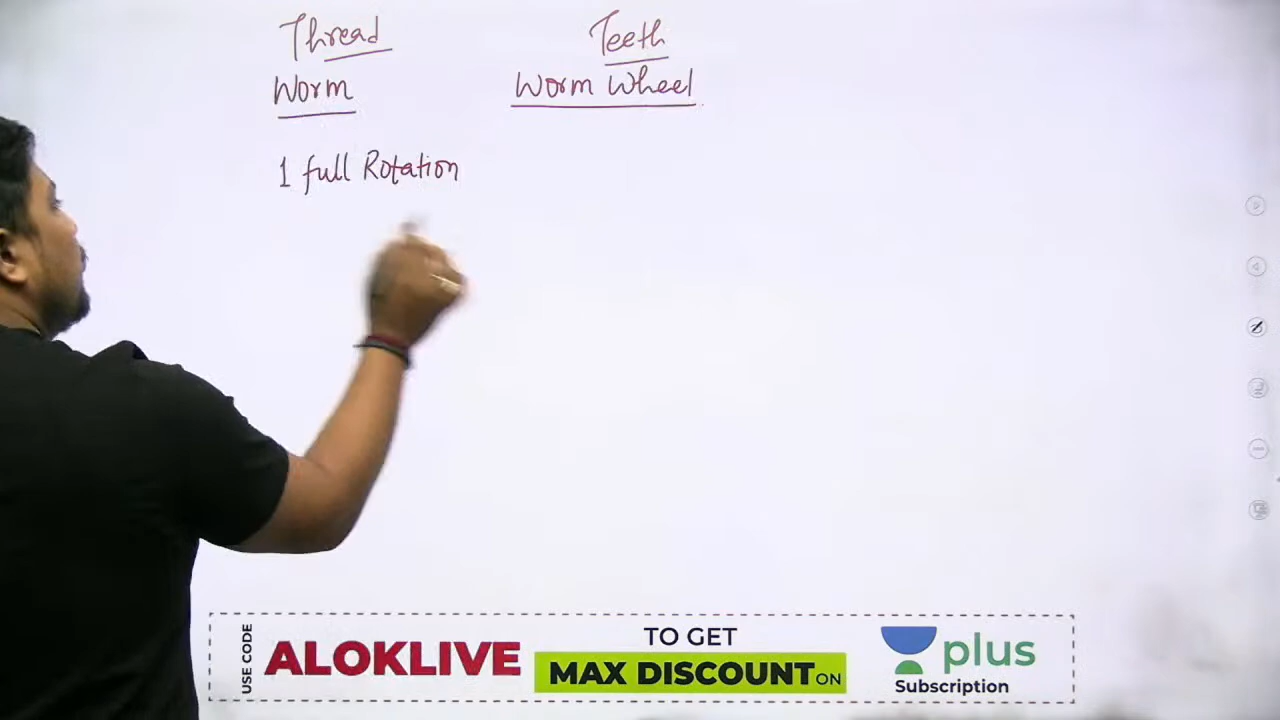 Thread
Teeth
Worm
Worm Wheel
1 full Rotation
USE CODE
ALOKLIVE
TO GET
MAX DISCOUNT ON
plus
Subscription